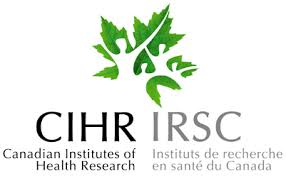 CIHR IRSC
Canadian Institutes of Instituts de recherche
Health Research en santé du Canada